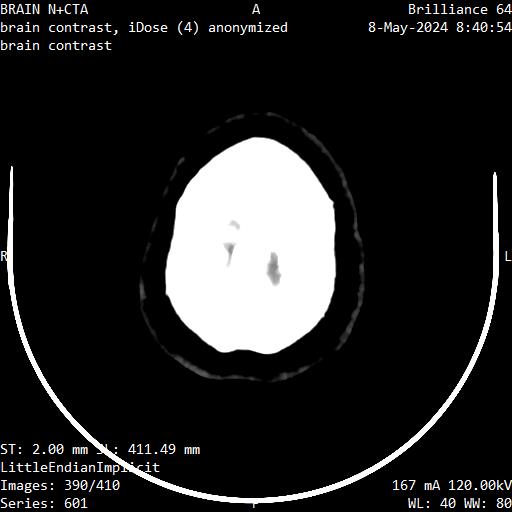 BRAIN N+CTA
A
Brilliance 64
brain contrast, iDose (4) anonymized
8-May-2024 8:40:54
brain contrast
R
L
ST: 2.00 mm SL: 411.49 mm
LittleEndianImplicit
Images: 390/410
167 mA 120.00kV
Series: 601
P
WL: 40 WW: 80